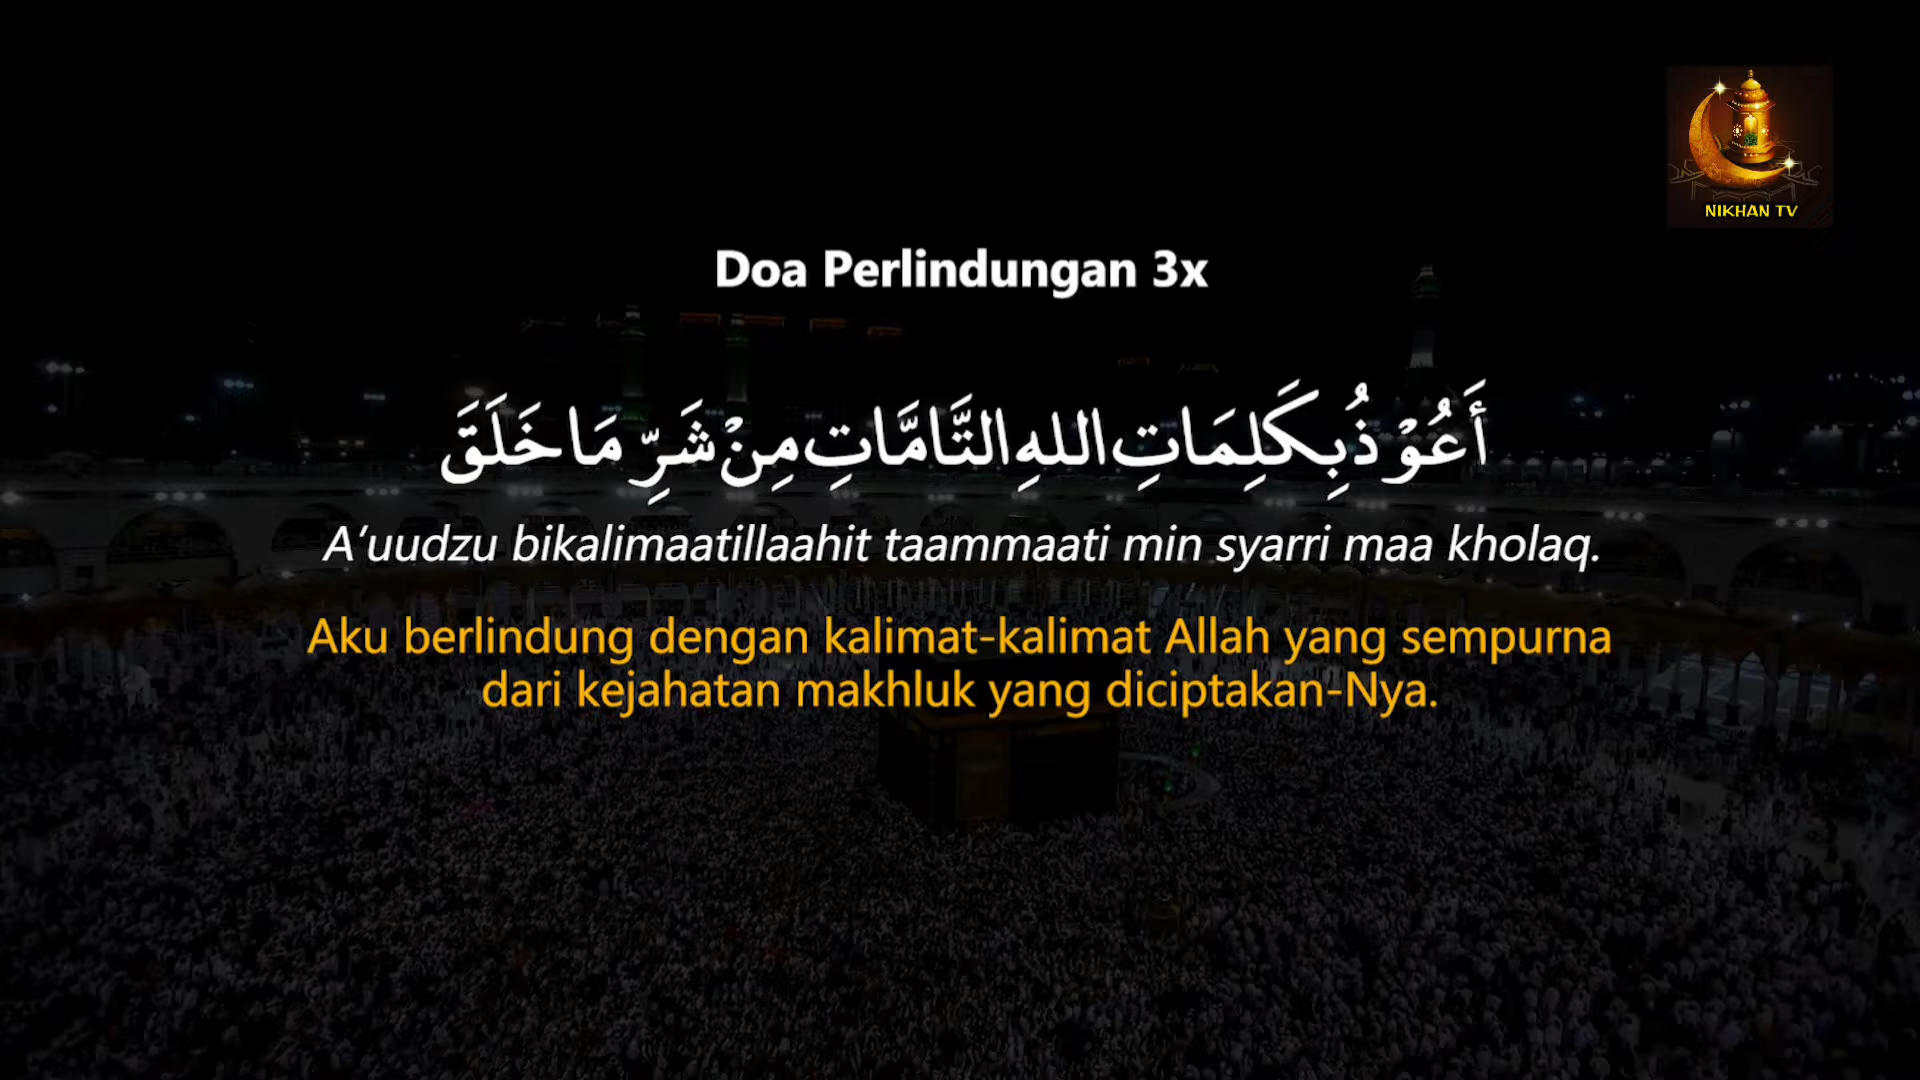 NIKHAN TV
Doa Perlindungan 3x
أَعُوْذُبِكَلِمَاتِ اللهِ التَّامَّاتِ مِنْ شَرِّ مَا خَلَقَ
A‘uudzu bikalimaatillaahit taammaati min syarri maa kholaq.
Aku berlindung dengan kalimat-kalimat Allah yang sempurna
dari kejahatan makhluk yang diciptakan-Nya.